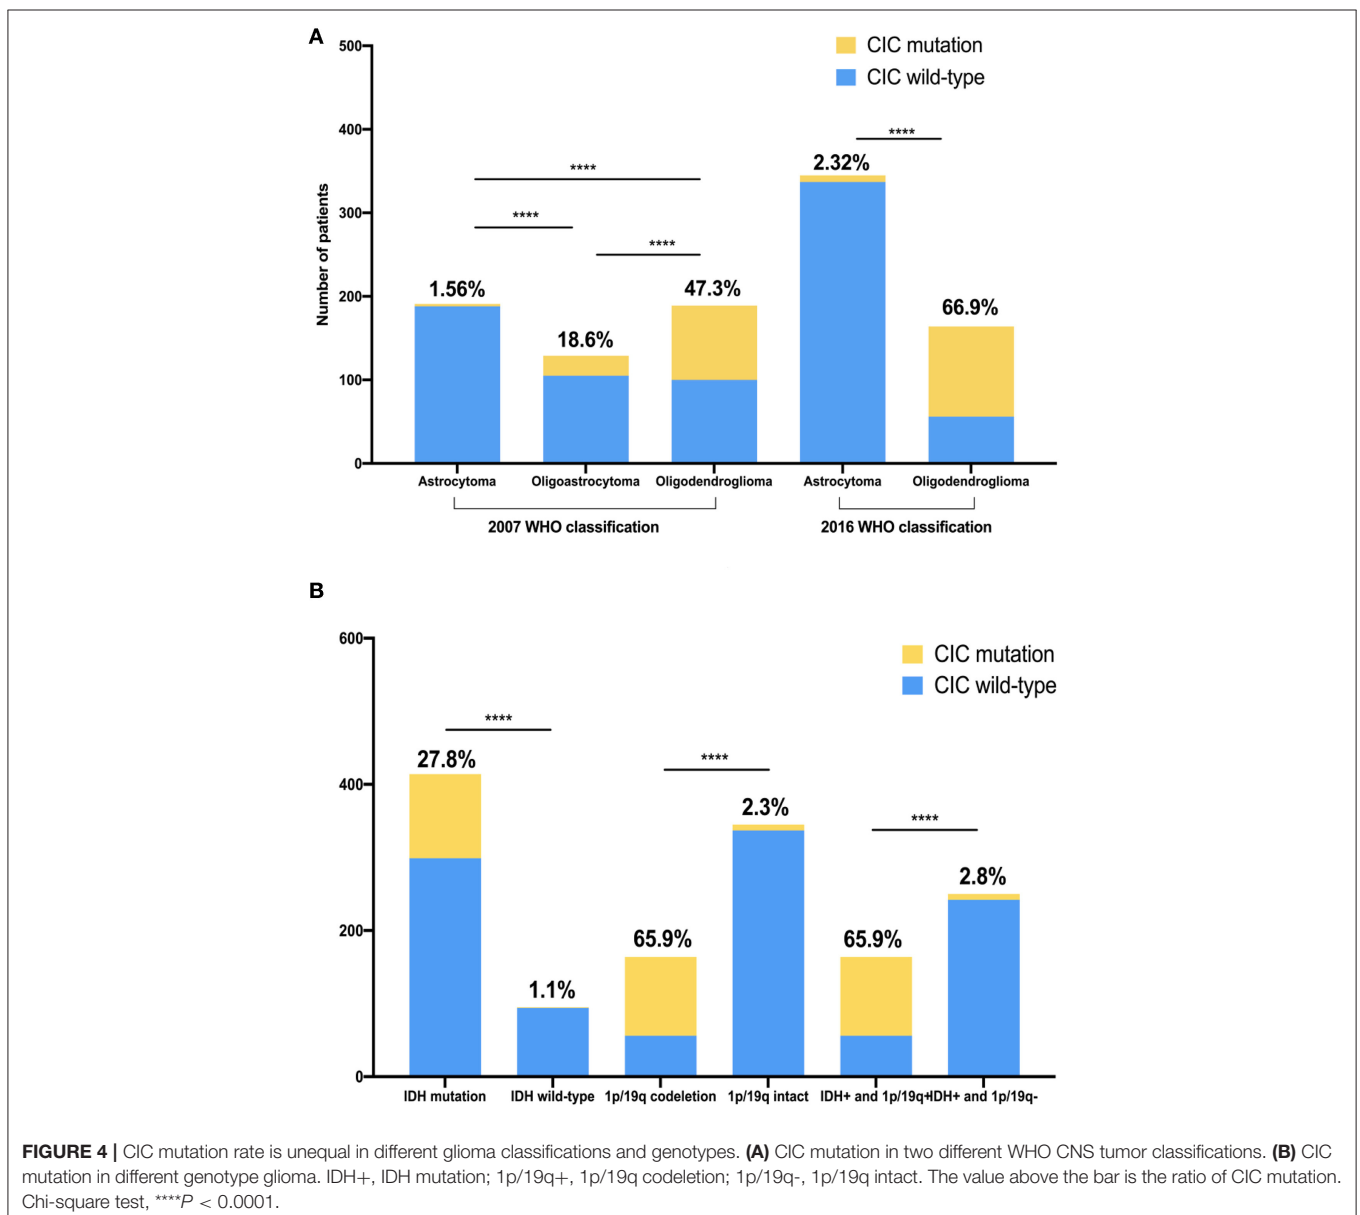 A
500
CIC mutation
CIC wild-type
400
****
2.32%
****
Number of patients
300
****
****
1.56%
47.3%
66.9%
200
18.6%
100
0
Astrocytoma Oligoastrocytoma Oligodendroglioma Astrocytoma Oligodendroglioma
2007 WHO classification 2016 WHO classification
B
600
CIC mutation
CIC wild-type
****
27.8%
****
400
2.3%
****
2.8%
65.9%
65.9%
200
1.1%
0
IDH mutation IDH wild-type 1p/19q codeletion 1p/19q intact IDH+ and 1p/19q+ IDH+ and 1p/19q-
FIGURE 4 | CIC mutation rate is unequal in different glioma classifications and genotypes. (A) CIC mutation in two different WHO CNS tumor classifications. (B) CIC
mutation in different genotype glioma. IDH+, IDH mutation; 1p/19q+, 1p/19q codeletion; 1p/19q-, 1p/19q intact. The value above the bar is the ratio of CIC mutation.
Chi-square test, ****P < 0.0001.